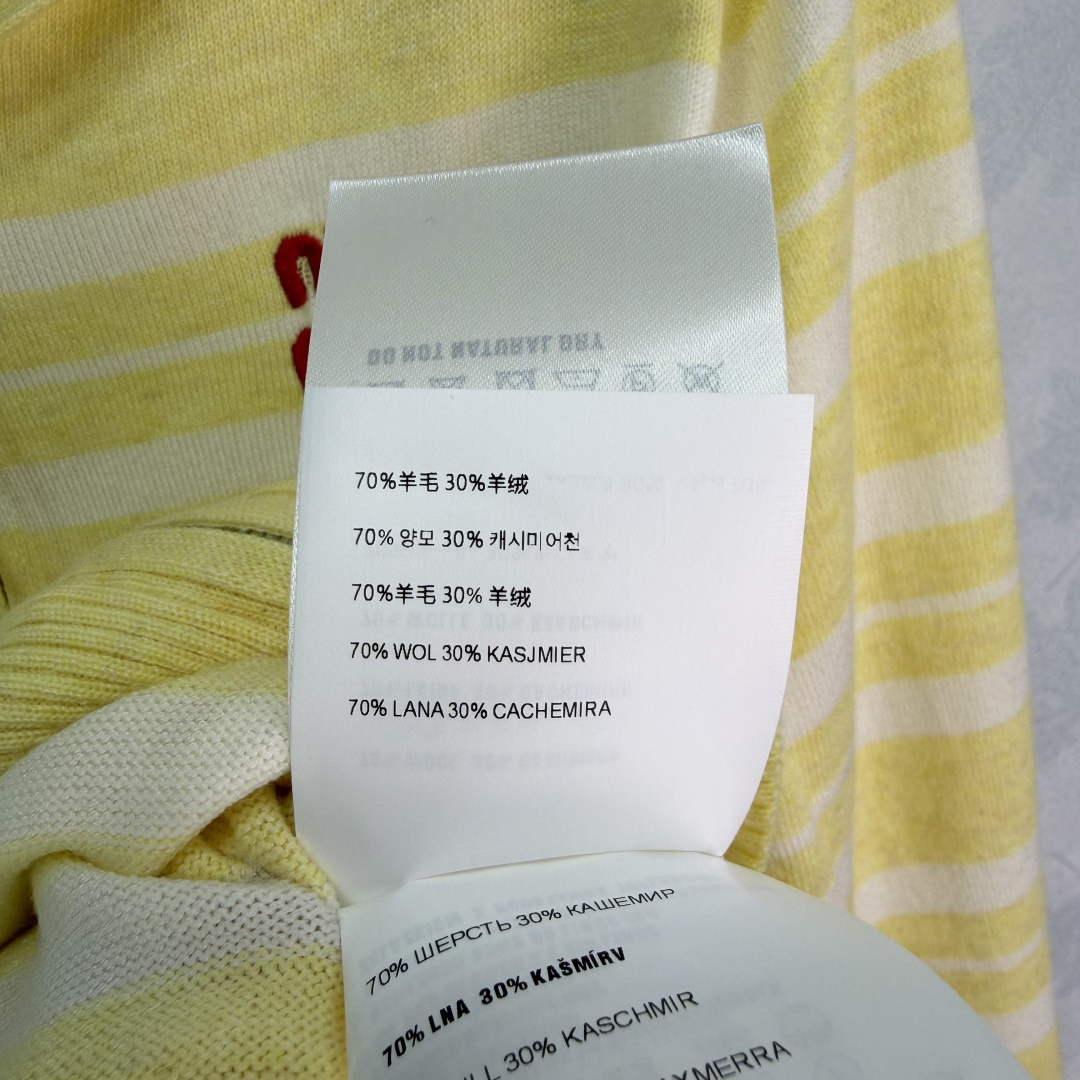 DO NOT NATURAL DRY
70%羊毛 30%羊绒
70% 양모 30% 캐시미어천
70%羊毛 30% 羊绒
70% WOL 30% KASJMIER
70% LANA 30% CACHEMIRA
70% ШЕРСТЬ 30% КАШЕМИР
70% LNA 30% KAŠMÍRV
30% KASCHMIR